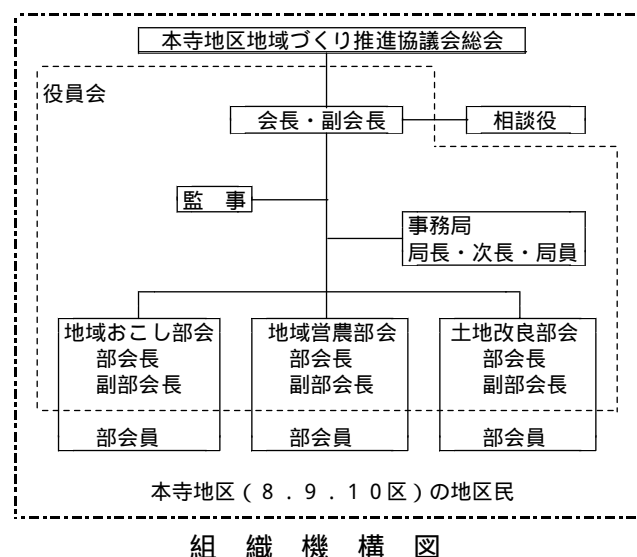 本寺地区地域づくり推進協議会総会
役員会
会長・副会長
相談役
監　事
事務局
局長・次長・局員
地域おこし部会
部会長
副部会長
部会員
地域営農部会
部会長
副部会長
部会員
土地改良部会
部会長
副部会長
部会員
本寺地区（８．９．１０区）の地区民
組　織　機　構　図